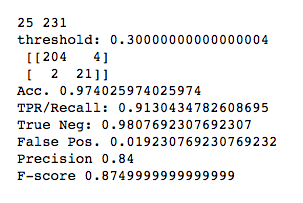 25 231
threshold: 0.30000000000000004
[[204 4]
[ 2 21]]
Acc. 0.974025974025974
TPR/Recall: 0.9130434782608695
True Neg: 0.9807692307692307
False Pos. 0.019230769230769232
Precision 0.84
F-score 0.8749999999999999